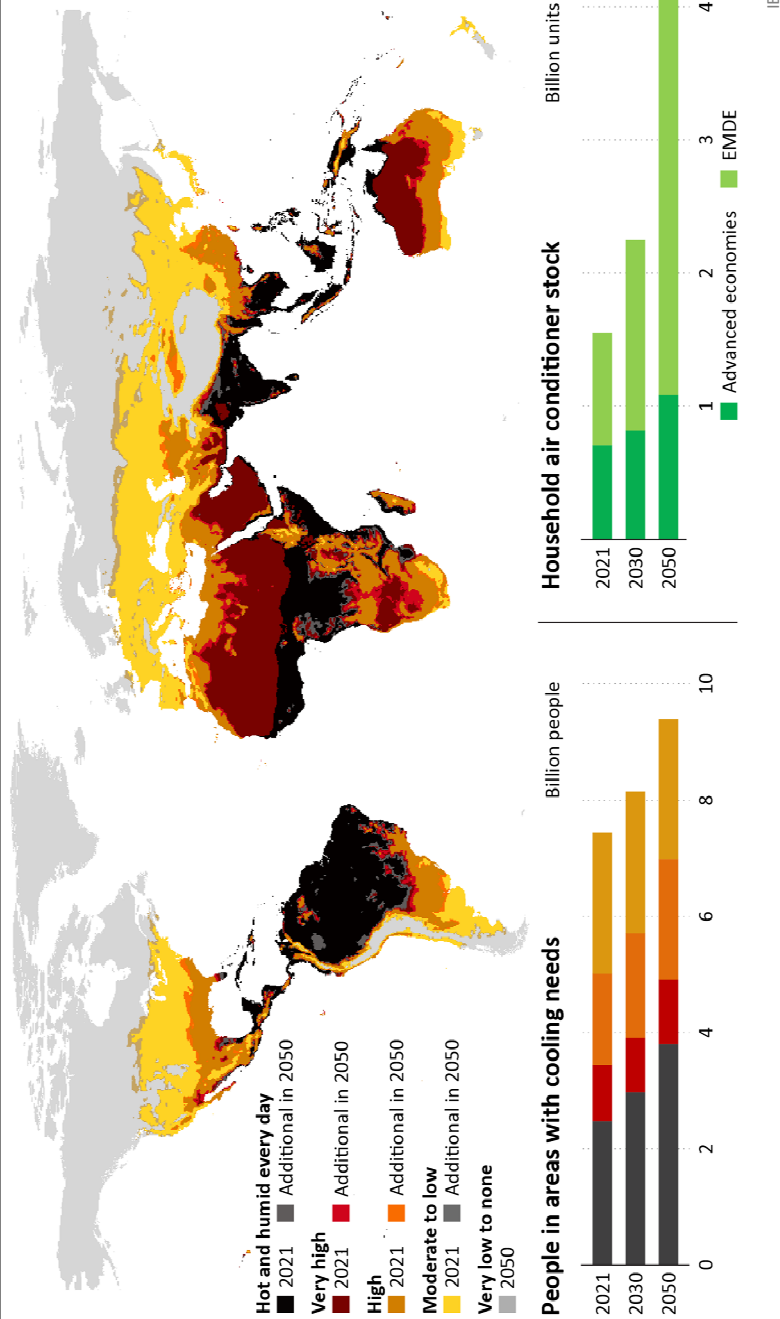 Hot and humid every day
2021 Additional in 2050
Very high
2021 Additional in 2050
High
2021 Additional in 2050
Moderate to low
2021 Additional in 2050
Very low to none
2050
People in areas with cooling needs
Billion people
2021
2030
2050
0 2 4 6 8 10
Household air conditioner stock
Billion units
2021
2030
2050
1 2 3 4
Advanced economies EMDE